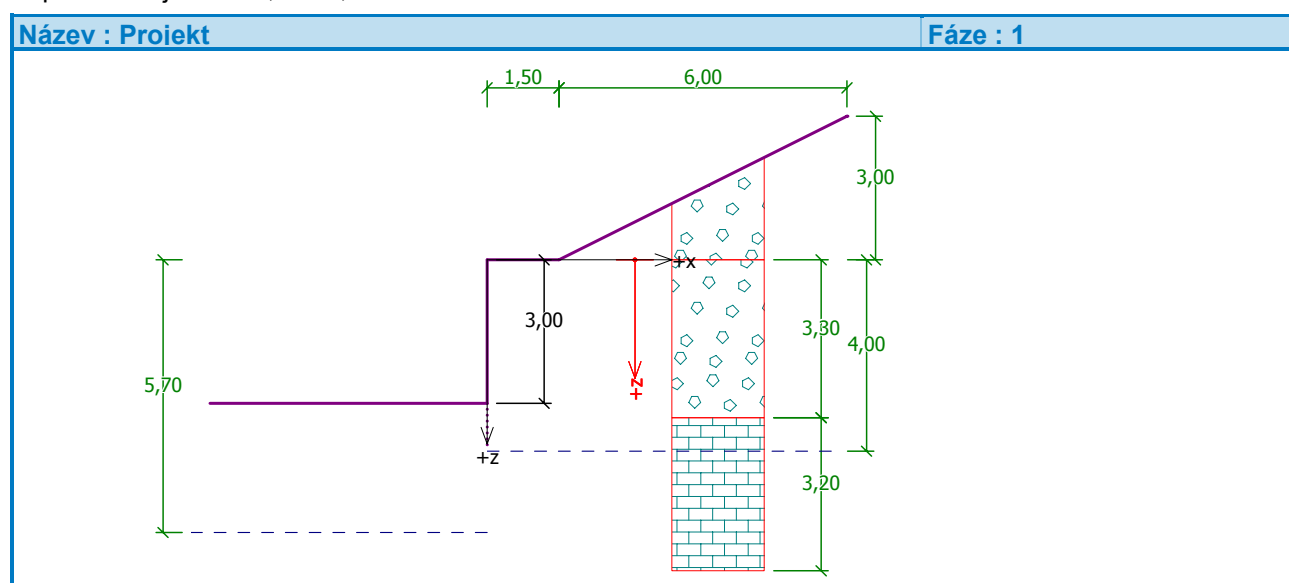 Název : Projekt Fáze : 1
1,50 6,00
3,00
+x
3,00
3,30
4,00
5,70
+z
+z
3,20